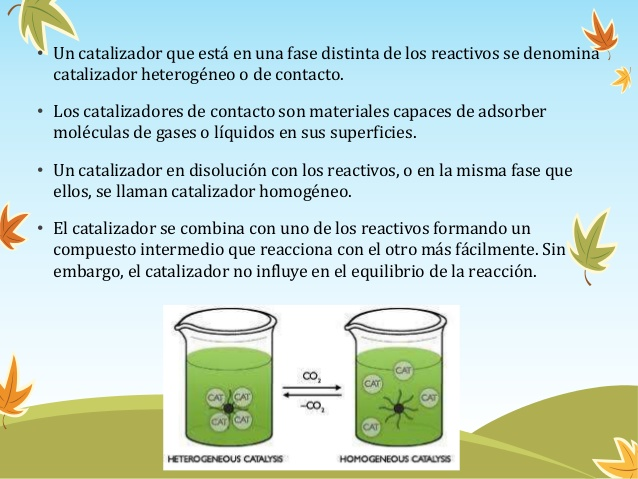 • Un catalizador que está en una fase distinta de los reactivos se denomina
catalizador heterogéneo o de contacto.
• Los catalizadores de contacto son materiales capaces de adsorber
moléculas de gases o líquidos en sus superficies.
• Un catalizador en disolución con los reactivos, o en la misma fase que
ellos, se llaman catalizador homogéneo.
• El catalizador se combina con uno de los reactivos formando un
compuesto intermedio que reacciona con el otro más fácilmente. Sin
embargo, el catalizador no influye en el equilibrio de la reacción.
CAT CAT
CAT CAT
CO₂
–CO₂
CAT
CAT
CAT
CAT
HETEROGENEOUS CATALYSIS
HOMOGENEOUS CATALYSIS